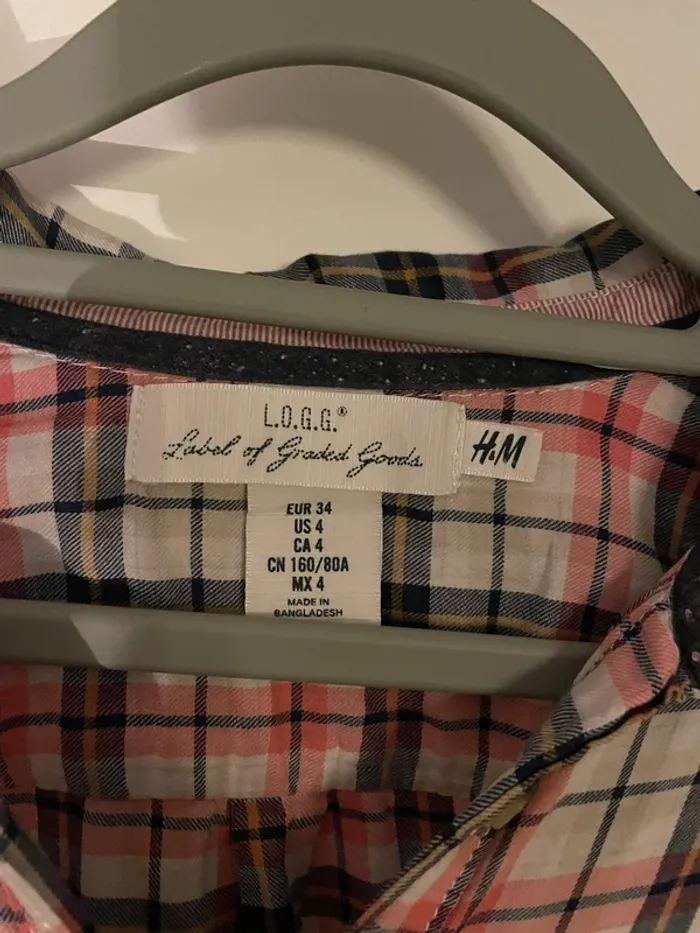 L.O.G.G.®
Label of Graded Goods
H&M
EUR 34
US 4
CA 4
CN 160/80A
MX 4
MADE IN
BANGLADESH